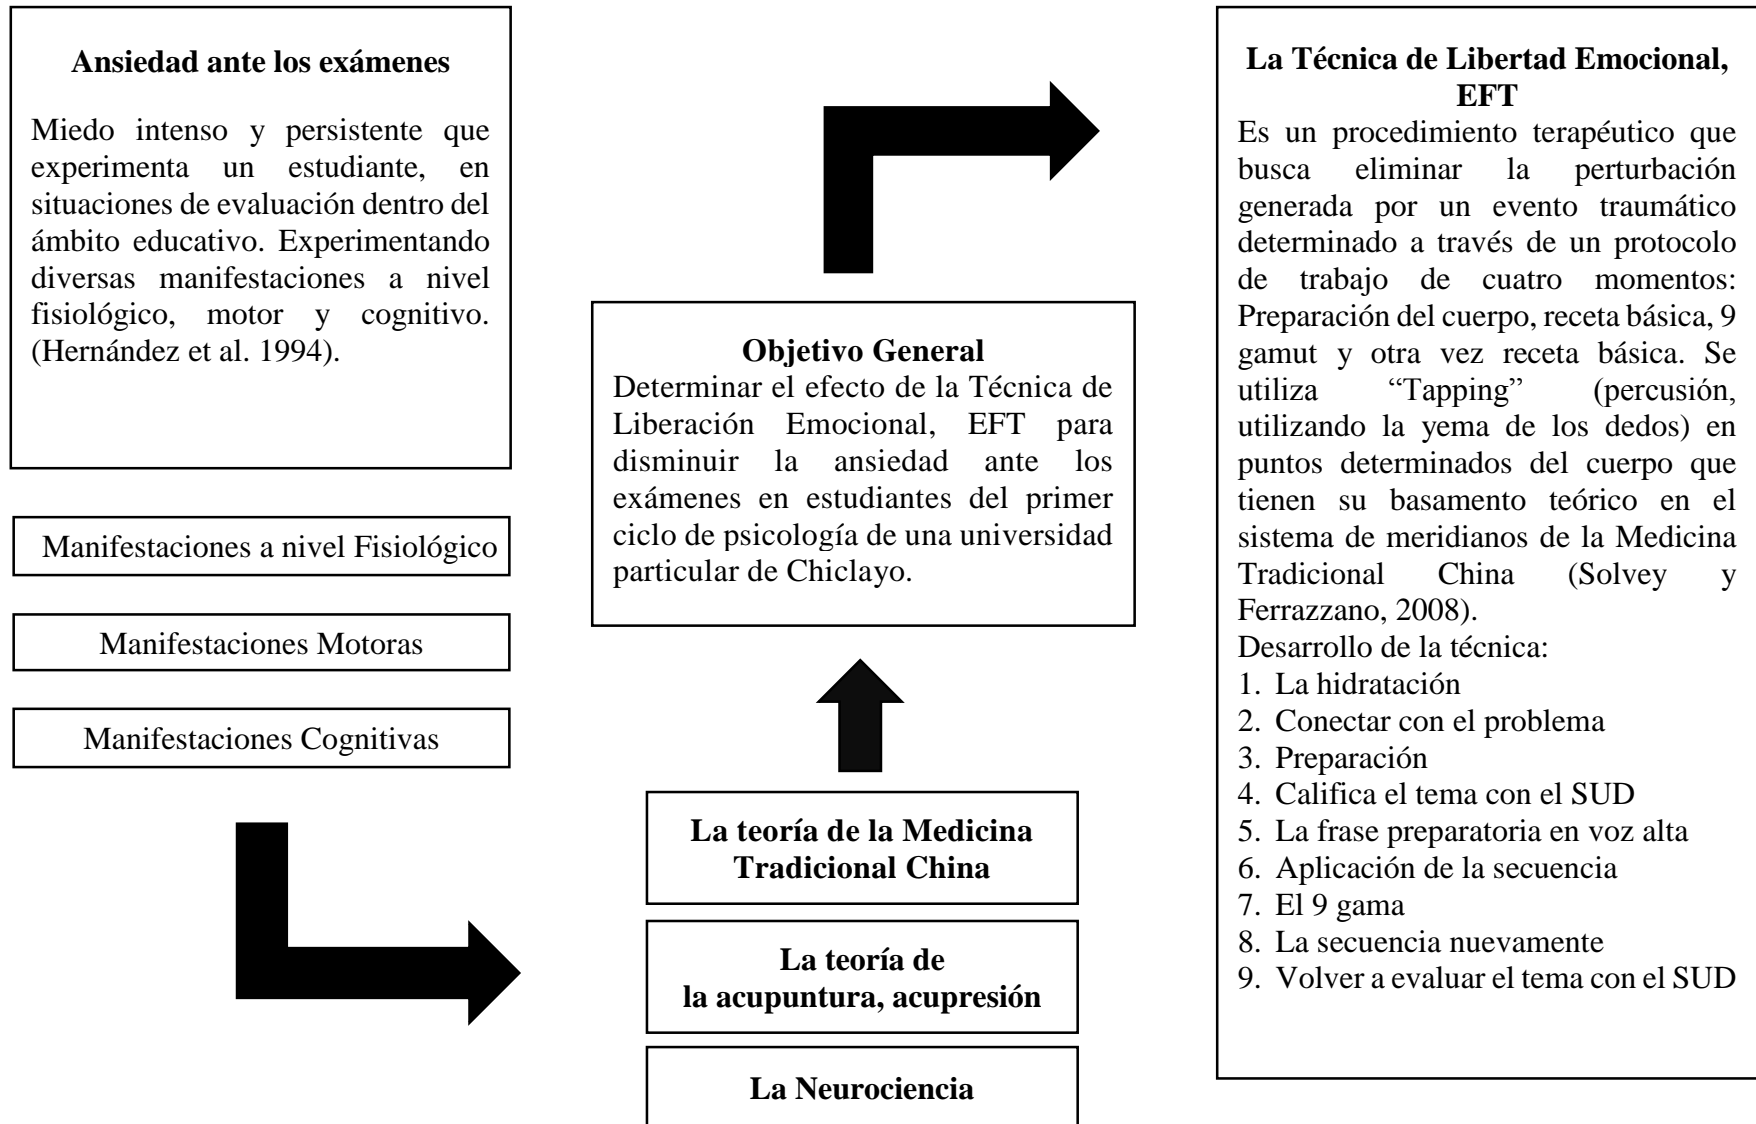 Ansiedad ante los exámenes
Miedo intenso y persistente que
experimenta un estudiante, en
situaciones de evaluación dentro del
ámbito educativo. Experimentando
diversas manifestaciones a nivel
fisiológico, motor y cognitivo.
(Hernández et al. 1994).
Manifestaciones a nivel Fisiológico
Manifestaciones Motoras
Manifestaciones Cognitivas
Objetivo General
Determinar el efecto de la Técnica de
Liberación Emocional, EFT para
disminuir la ansiedad ante los
exámenes en estudiantes del primer
ciclo de psicología de una universidad
particular de Chiclayo.
La teoría de la Medicina
Tradicional China
La teoría de
la acupuntura, acupresión
La Neurociencia
La Técnica de Libertad Emocional,
EFT
Es un procedimiento terapéutico que
busca eliminar la perturbación
generada por un evento traumático
determinado a través de un protocolo
de trabajo de cuatro momentos:
Preparación del cuerpo, receta básica, 9
gamut y otra vez receta básica. Se
utiliza “Tapping” (percusión,
utilizando la yema de los dedos) en
puntos determinados del cuerpo que
tienen su basamento teórico en el
sistema de meridianos de la Medicina
Tradicional China (Solvey y
Ferrazzano, 2008).
Desarrollo de la técnica:
1. La hidratación
2. Conectar con el problema
3. Preparación
4. Califica el tema con el SUD
5. La frase preparatoria en voz alta
6. Aplicación de la secuencia
7. El 9 gama
8. La secuencia nuevamente
9. Volver a evaluar el tema con el SUD